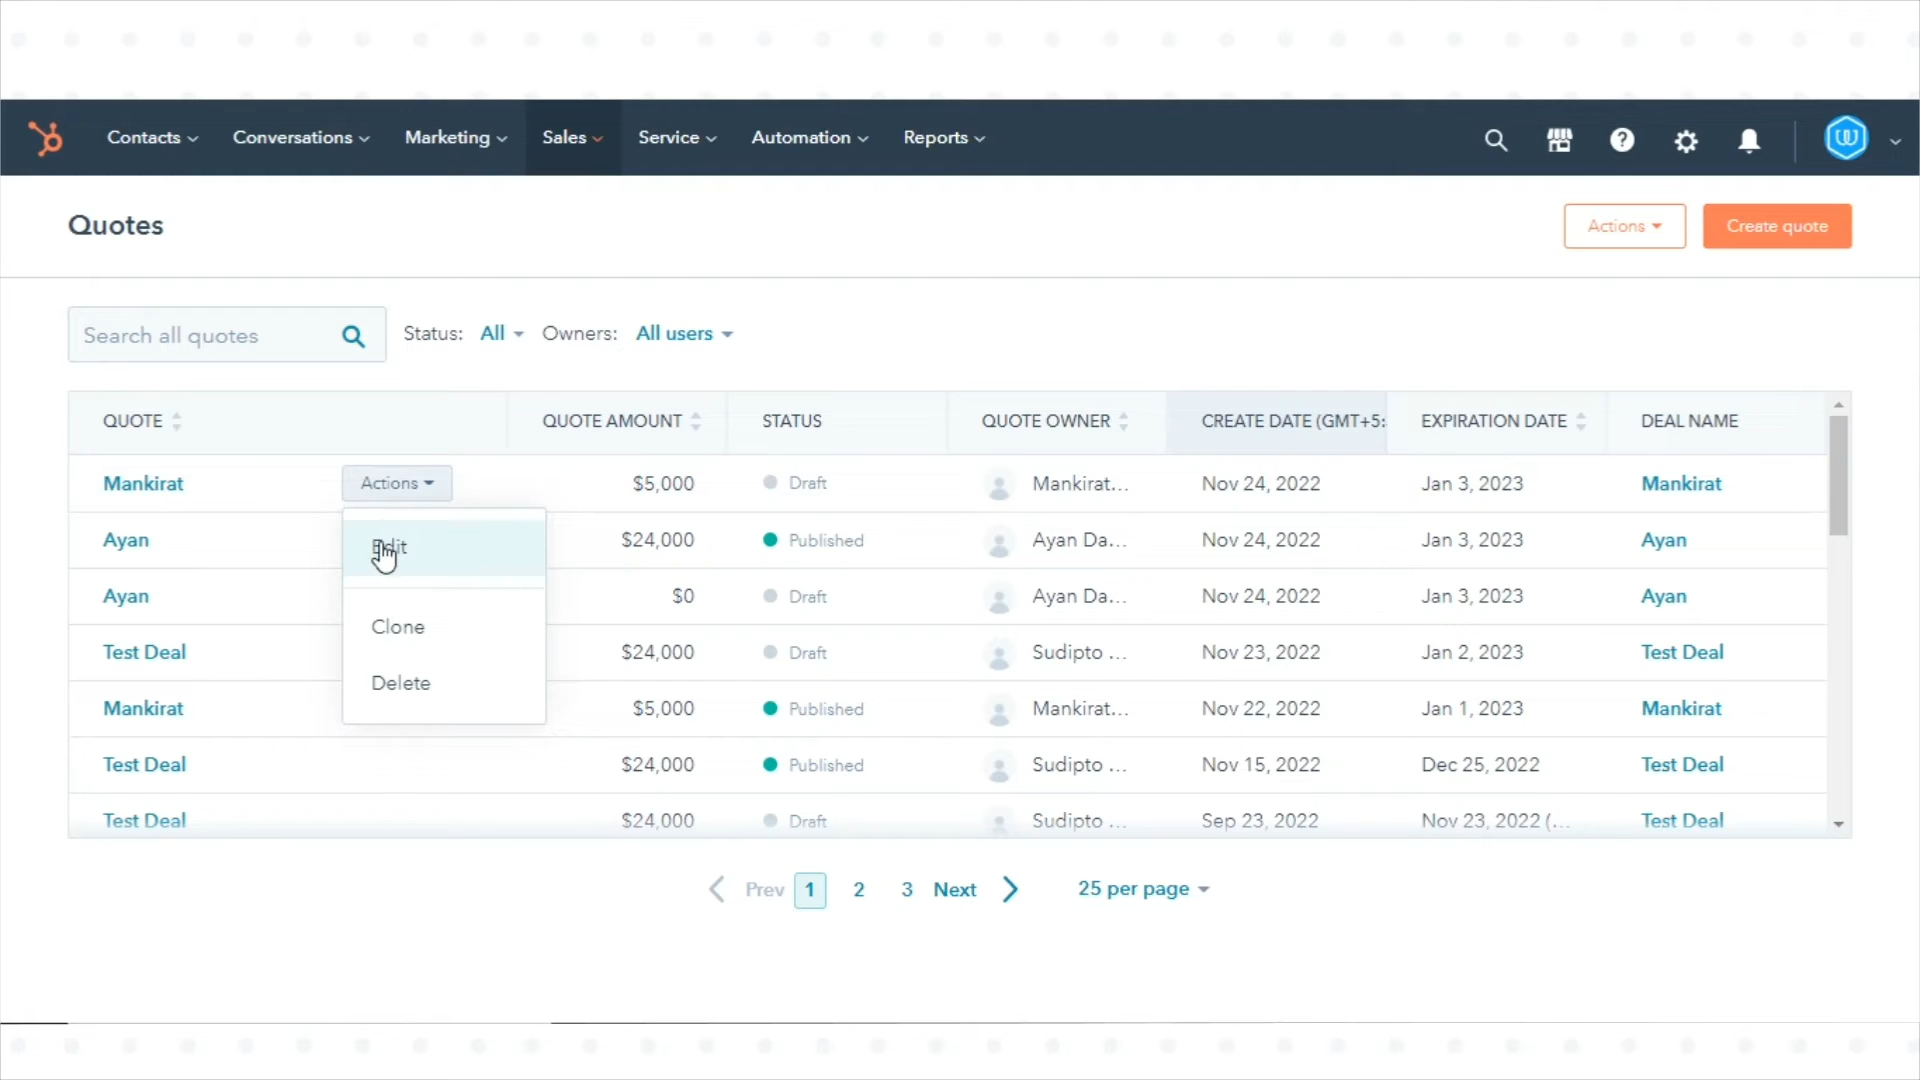 Contacts Conversations Marketing Sales Service Automation Reports
Quotes
Actions Create quote
Search all quotes Status: All Owners: All users
QUOTE QUOTE AMOUNT STATUS QUOTE OWNER CREATE DATE (GMT+5: EXPIRATION DATE DEAL NAME
Mankirat Actions $5,000 Draft Mankirat... Nov 24, 2022 Jan 3, 2023 Mankirat
Ayan $24,000 Published Ayan Da... Nov 24, 2022 Jan 3, 2023 Ayan
Edit
Ayan $0 Draft Ayan Da... Nov 24, 2022 Jan 3, 2023 Ayan
Clone
Test Deal $24,000 Draft Sudipto ... Nov 23, 2022 Jan 2, 2023 Test Deal
Delete
Mankirat $5,000 Published Mankirat... Nov 22, 2022 Jan 1, 2023 Mankirat
Test Deal $24,000 Published Sudipto ... Nov 15, 2022 Dec 25, 2022 Test Deal
Test Deal $24,000 Draft Sudipto ... Sep 23, 2022 Nov 23, 2022 (... Test Deal
Prev 1 2 3 Next 25 per page